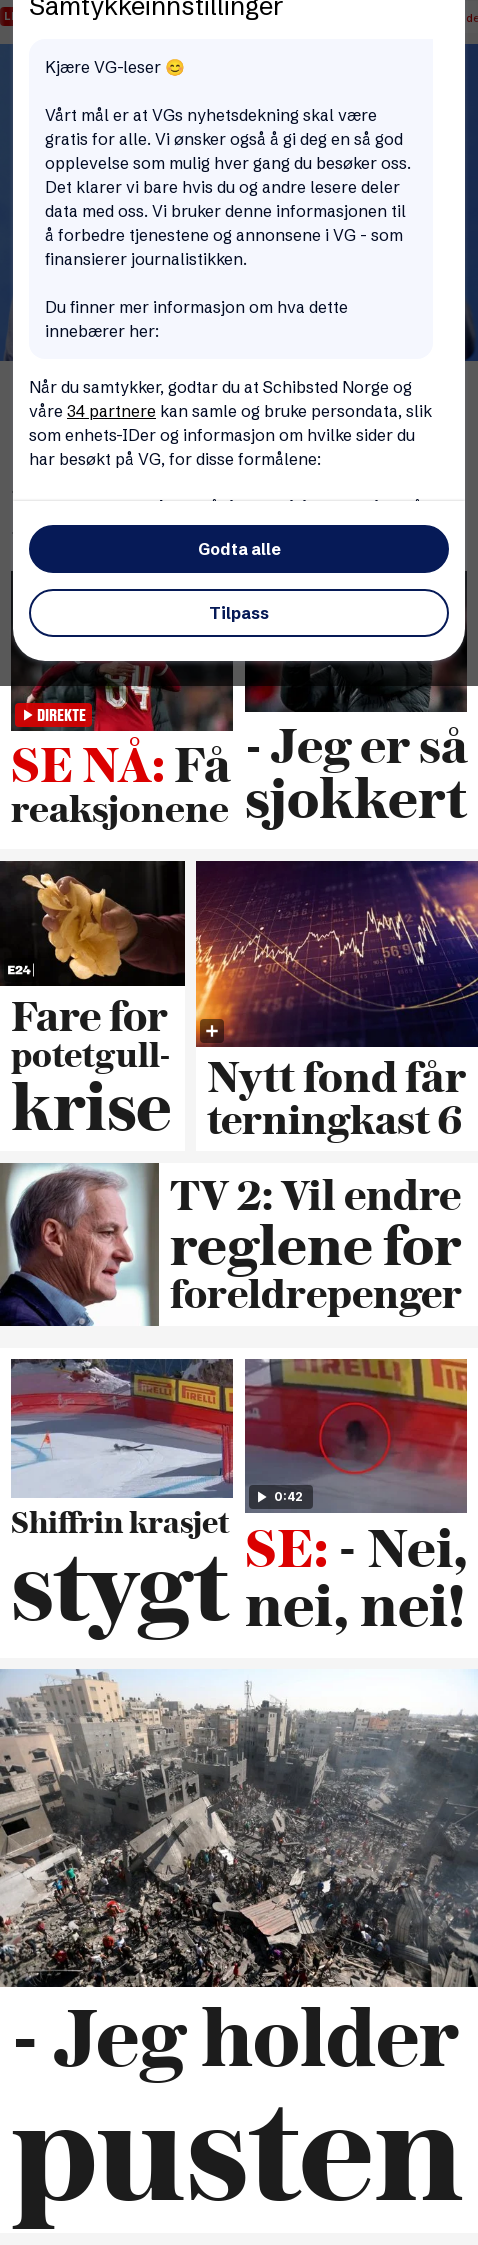 Samtykkeinnstillinger
Kjære VG-leser 😊
Vårt mål er at VGs nyhetsdekning skal være
gratis for alle. Vi ønsker også å gi deg en så god
opplevelse som mulig hver gang du besøker oss.
Det klarer vi bare hvis du og andre lesere deler
data med oss. Vi bruker denne informasjonen til
å forbedre tjenestene og annonsene i VG - som
finansierer journalistikken.
Du finner mer informasjon om hva dette
innebærer her:
Når du samtykker, godtar du at Schibsted Norge og
våre 34 partnere kan samle og bruke persondata, slik
som enhets-IDer og informasjon om hvilke sider du
har besøkt på VG, for disse formålene:
Godta alle
Tilpass
84
DIREKTE
SE NÅ: Få
reaksjonene
- Jeg er så
sjokkert
E24
Fare for
potetgull-
krise
Nytt fond får
terningkast 6
TV 2: Vil endre
reglene for
foreldrepenger
PIRELLI
PIRELLI
Shiffrin krasjet
stygt
PIRELLI
0:42
SE: - Nei,
nei, nei!
- Jeg holder
pusten